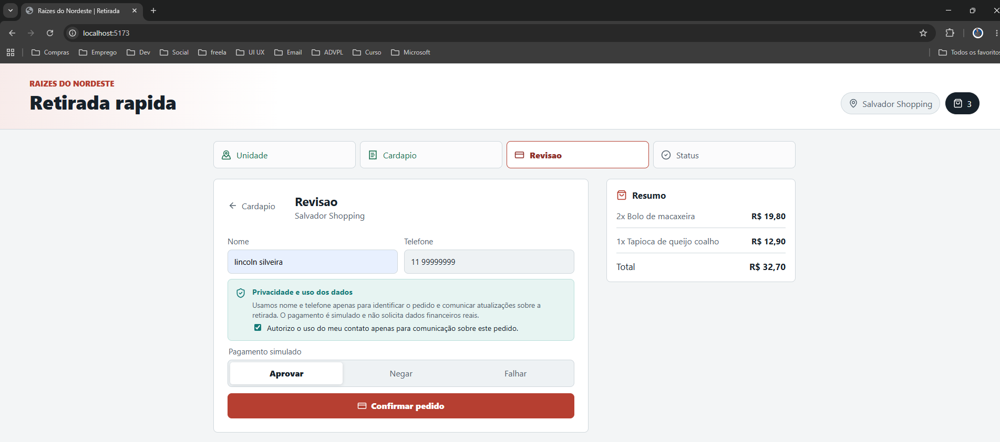 Raizes do Nordeste | Retirada
localhost:5173
Compras Emprego Dev Social freela UI UX Email ADVPL Curso Microsoft Todos os favoritos
RAIZES DO NORDESTE
Retirada rapida
Salvador Shopping 3
Unidade Cardapio Revisao Status
Cardapio
Revisao
Salvador Shopping
Nome Telefone
lincoln silveira 11 99999999
Privacidade e uso dos dados
Usamos nome e telefone apenas para identificar o pedido e comunicar atualizações sobre a
retirada. O pagamento é simulado e não solicita dados financeiros reais.
Autorizo o uso do meu contato apenas para comunicação sobre este pedido.
Pagamento simulado
Aprovar Negar Falhar
Confirmar pedido
Resumo
2x Bolo de macaxeira R$ 19,80
1x Tapioca de queijo coalho R$ 12,90
Total R$ 32,70